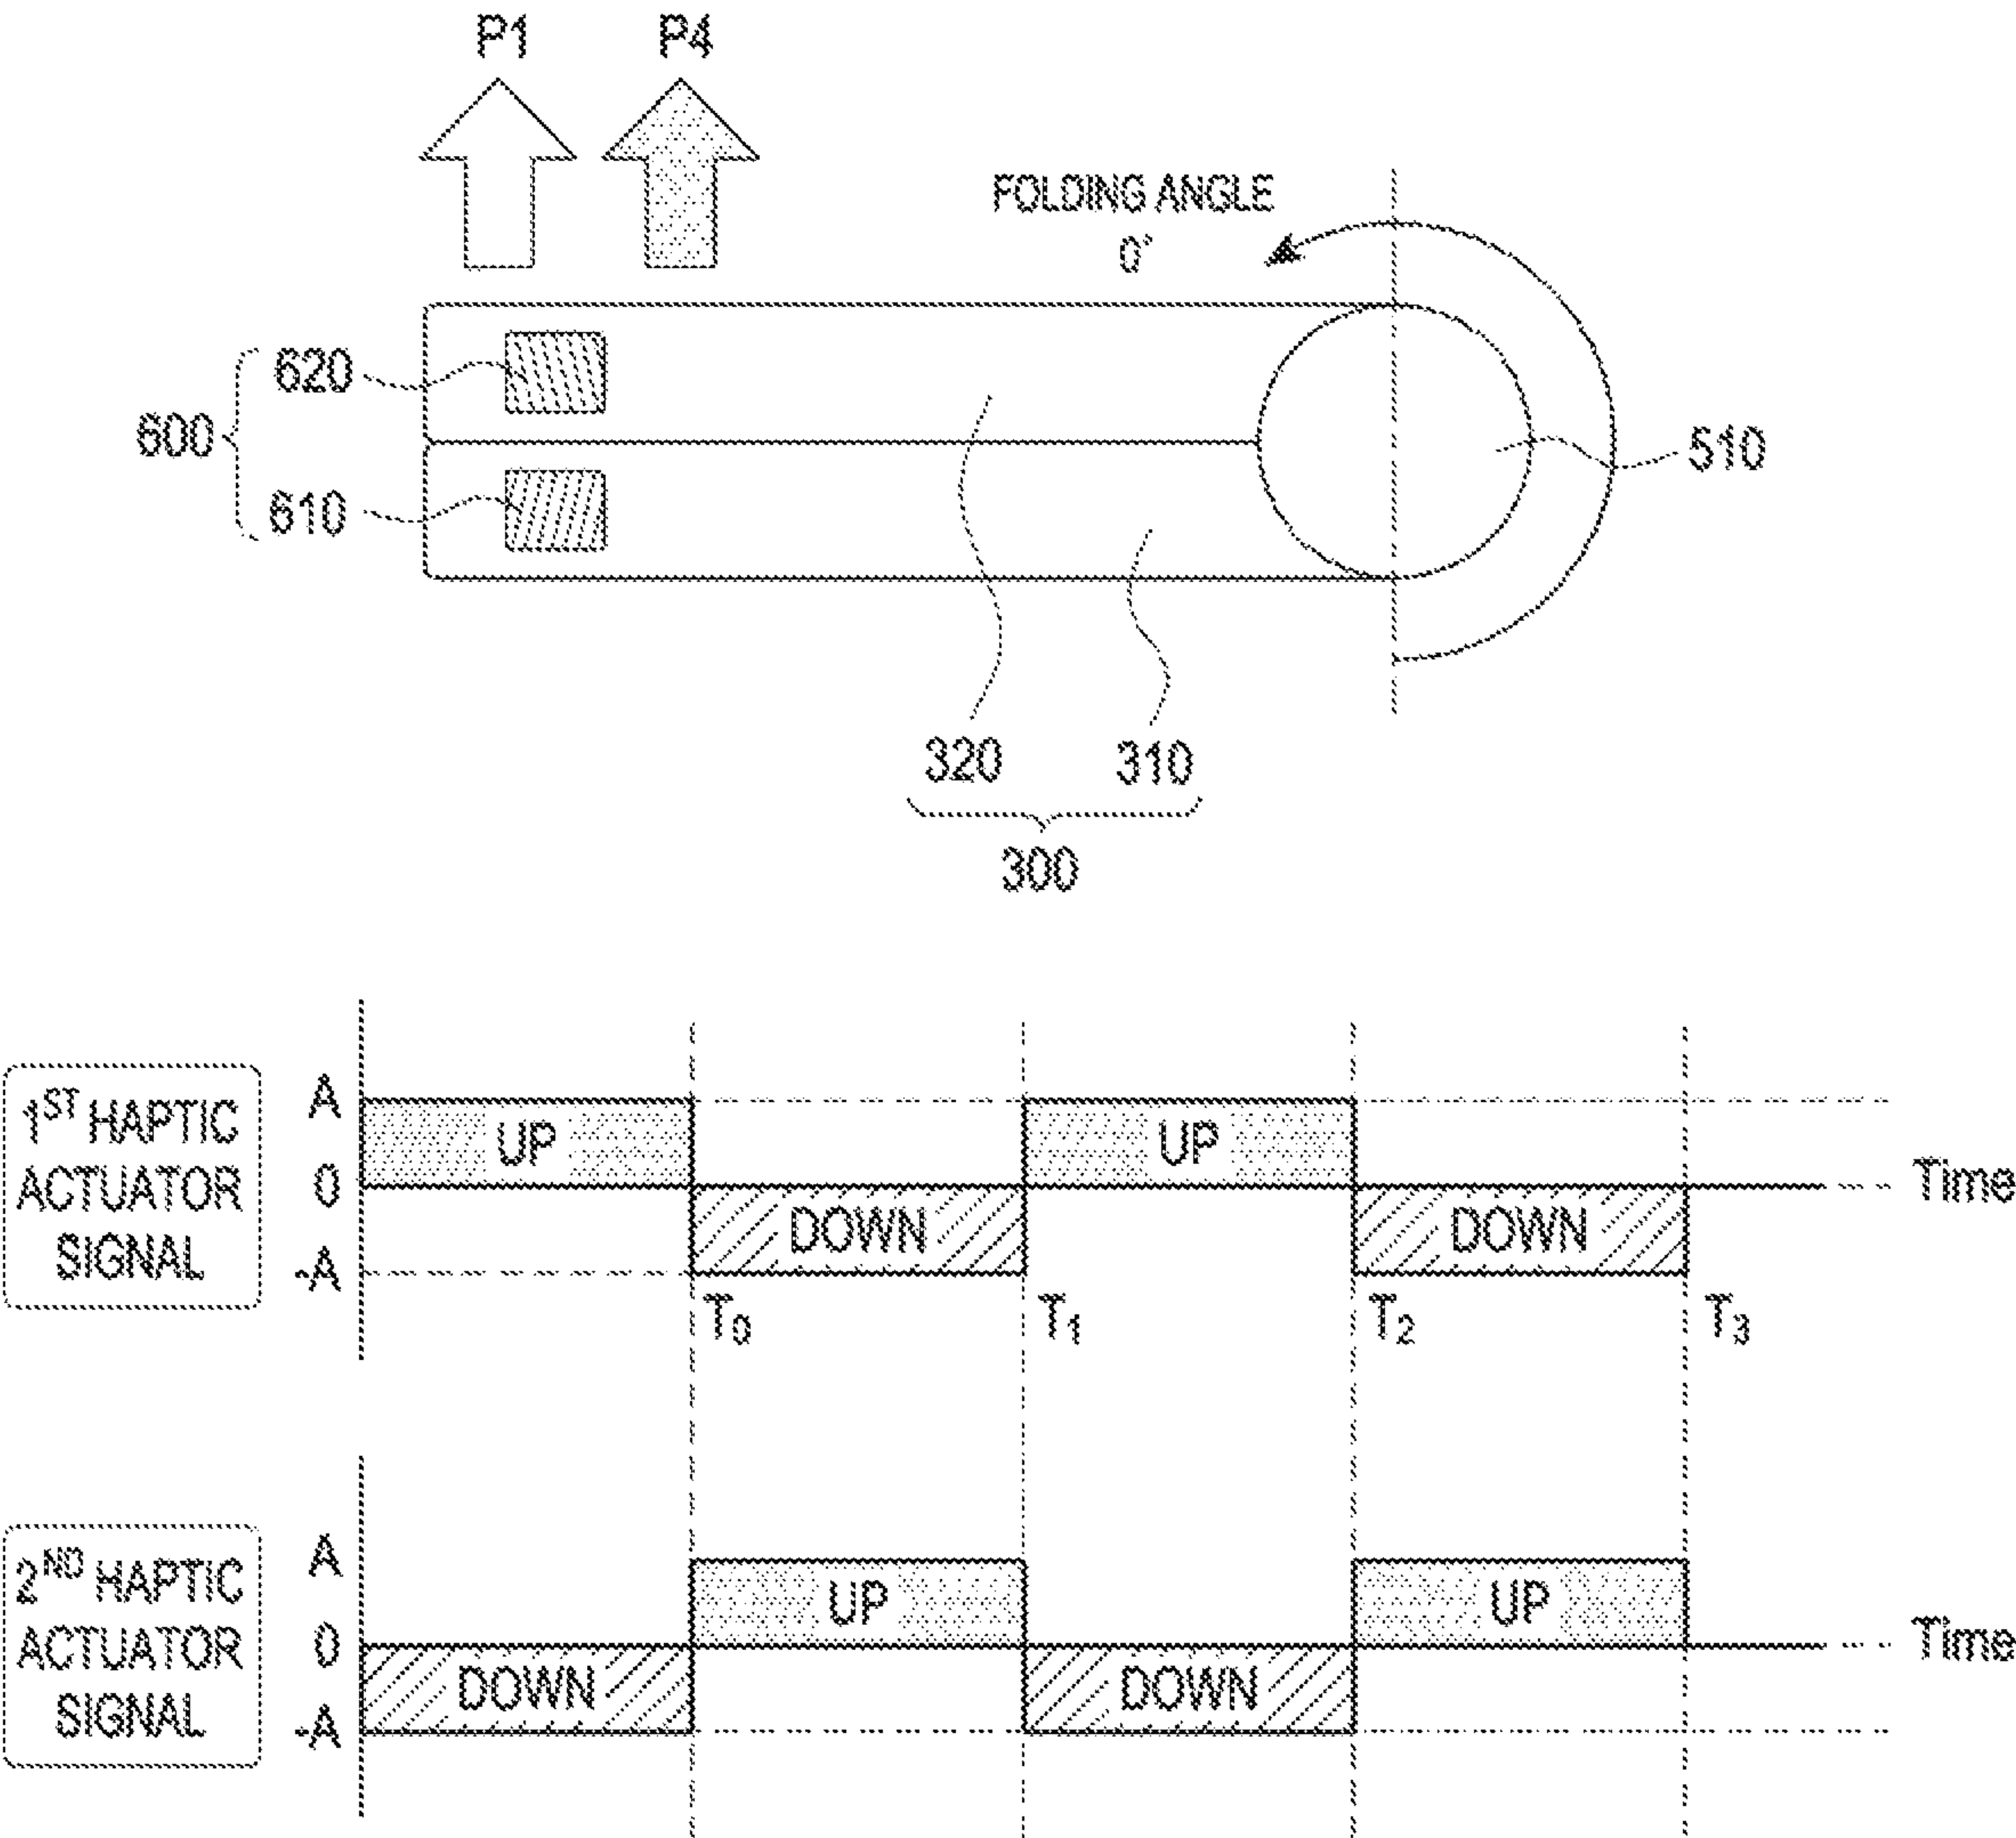 P1 P4
FOLDING ANGLE
0°
620
600
510
610
320 310
300
1ST HAPTIC
ACTUATOR
SIGNAL
A
0
-A
UP
UP
DOWN
DOWN
Time
T0 T1 T2 T3
2ND HAPTIC
ACTUATOR
SIGNAL
A
0
-A
UP
UP
DOWN
DOWN
Time